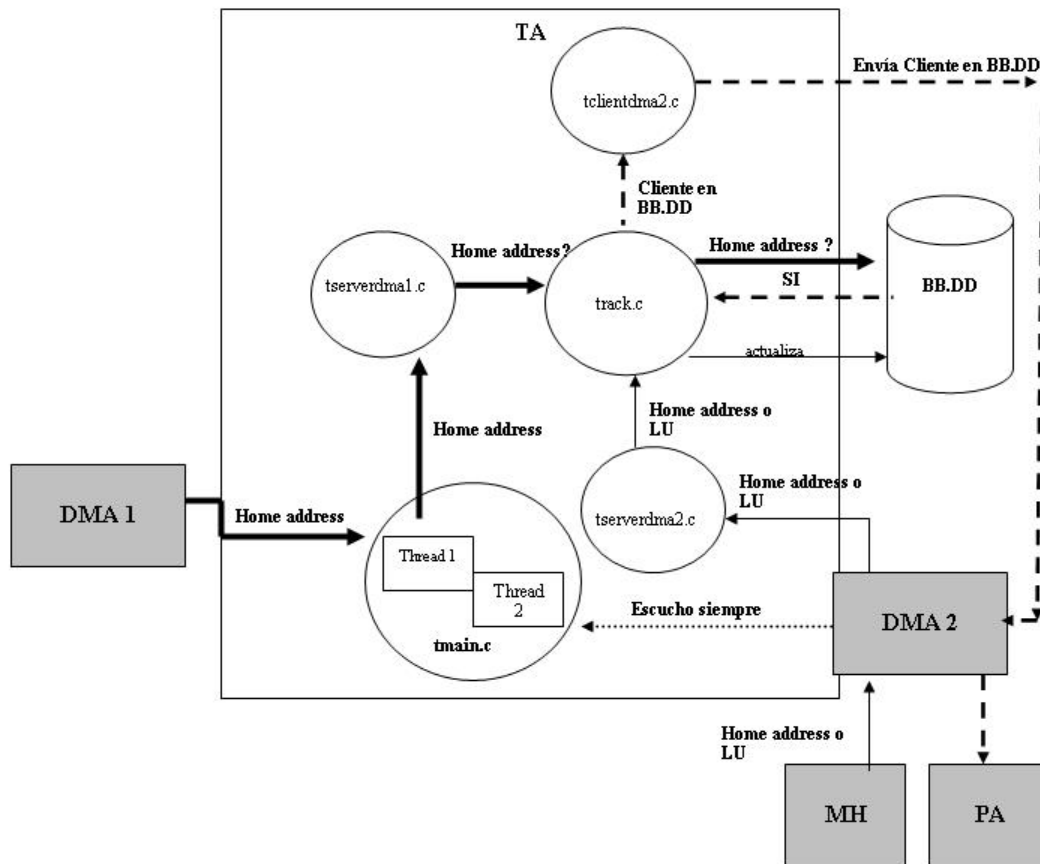 TA
Envía Cliente en BB.DD
tclientdma2.c
Cliente en
BB.DD
Home address?
Home address ?
tserverdma1.c
SI
BB.DD
track.c
actualiza
Home address o
LU
Home address
Home address o
LU
DMA 1
Home address
tserverdma2.c
Thread 1
Thread
2
Escucho siempre
DMA 2
tmain.c
Home address o
LU
MH
PA